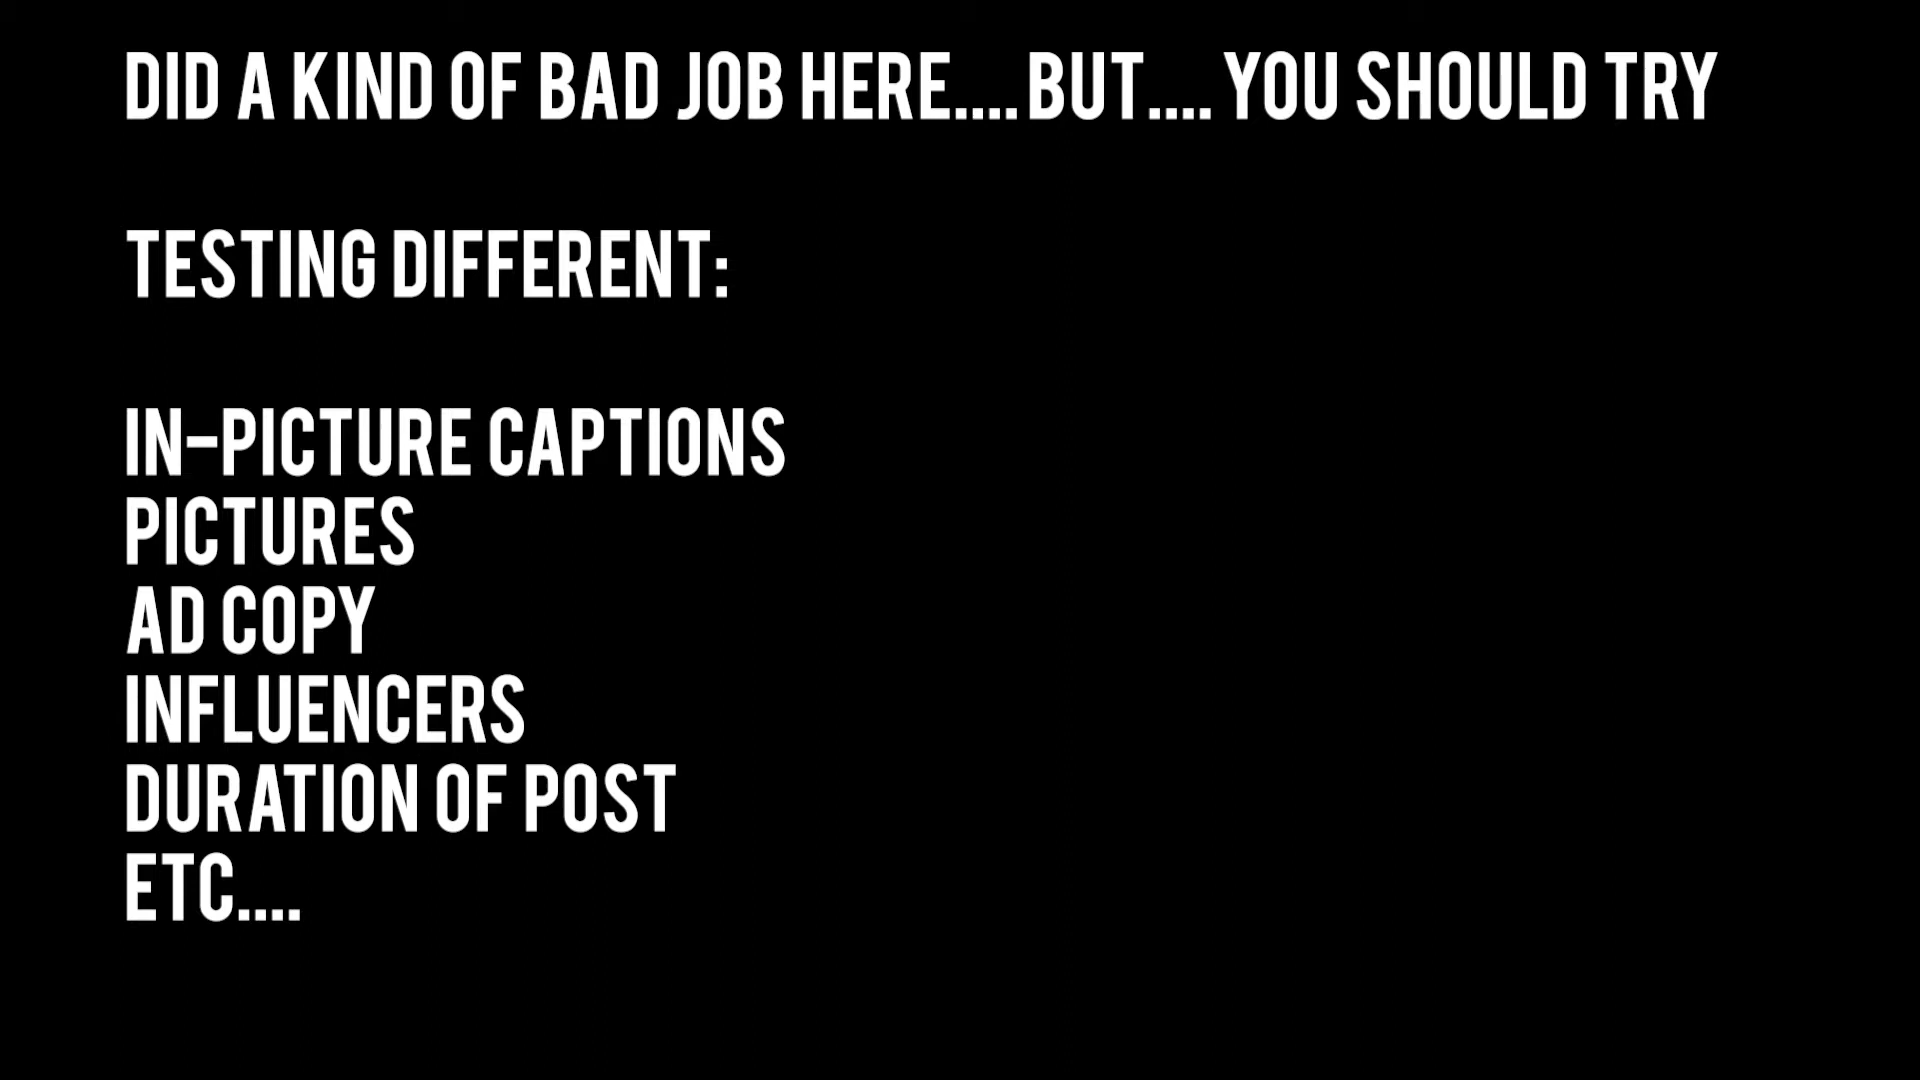 DID A KIND OF BAD JOB HERE....BUT....YOU SHOULD TRY
TESTING DIFFERENT:
IN-PICTURE CAPTIONS
PICTURES
AD COPY
INFLUENCERS
DURATION OF POST
ETC....